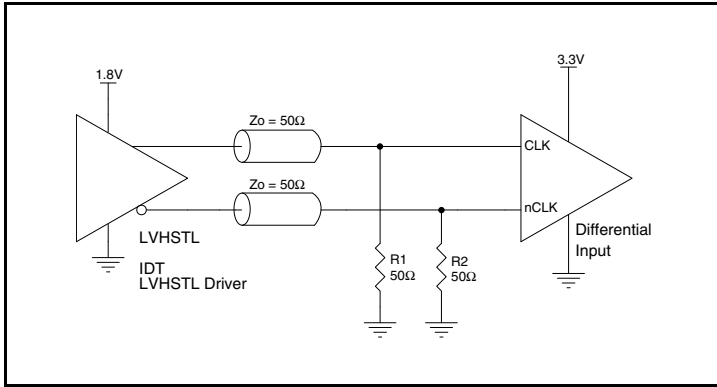 1.8V
3.3V
Zo = 50Ω
CLK
Zo = 50Ω
nCLK
LVHSTL
IDT
LVHSTL Driver
R1
50Ω
R2
50Ω
Differential
Input